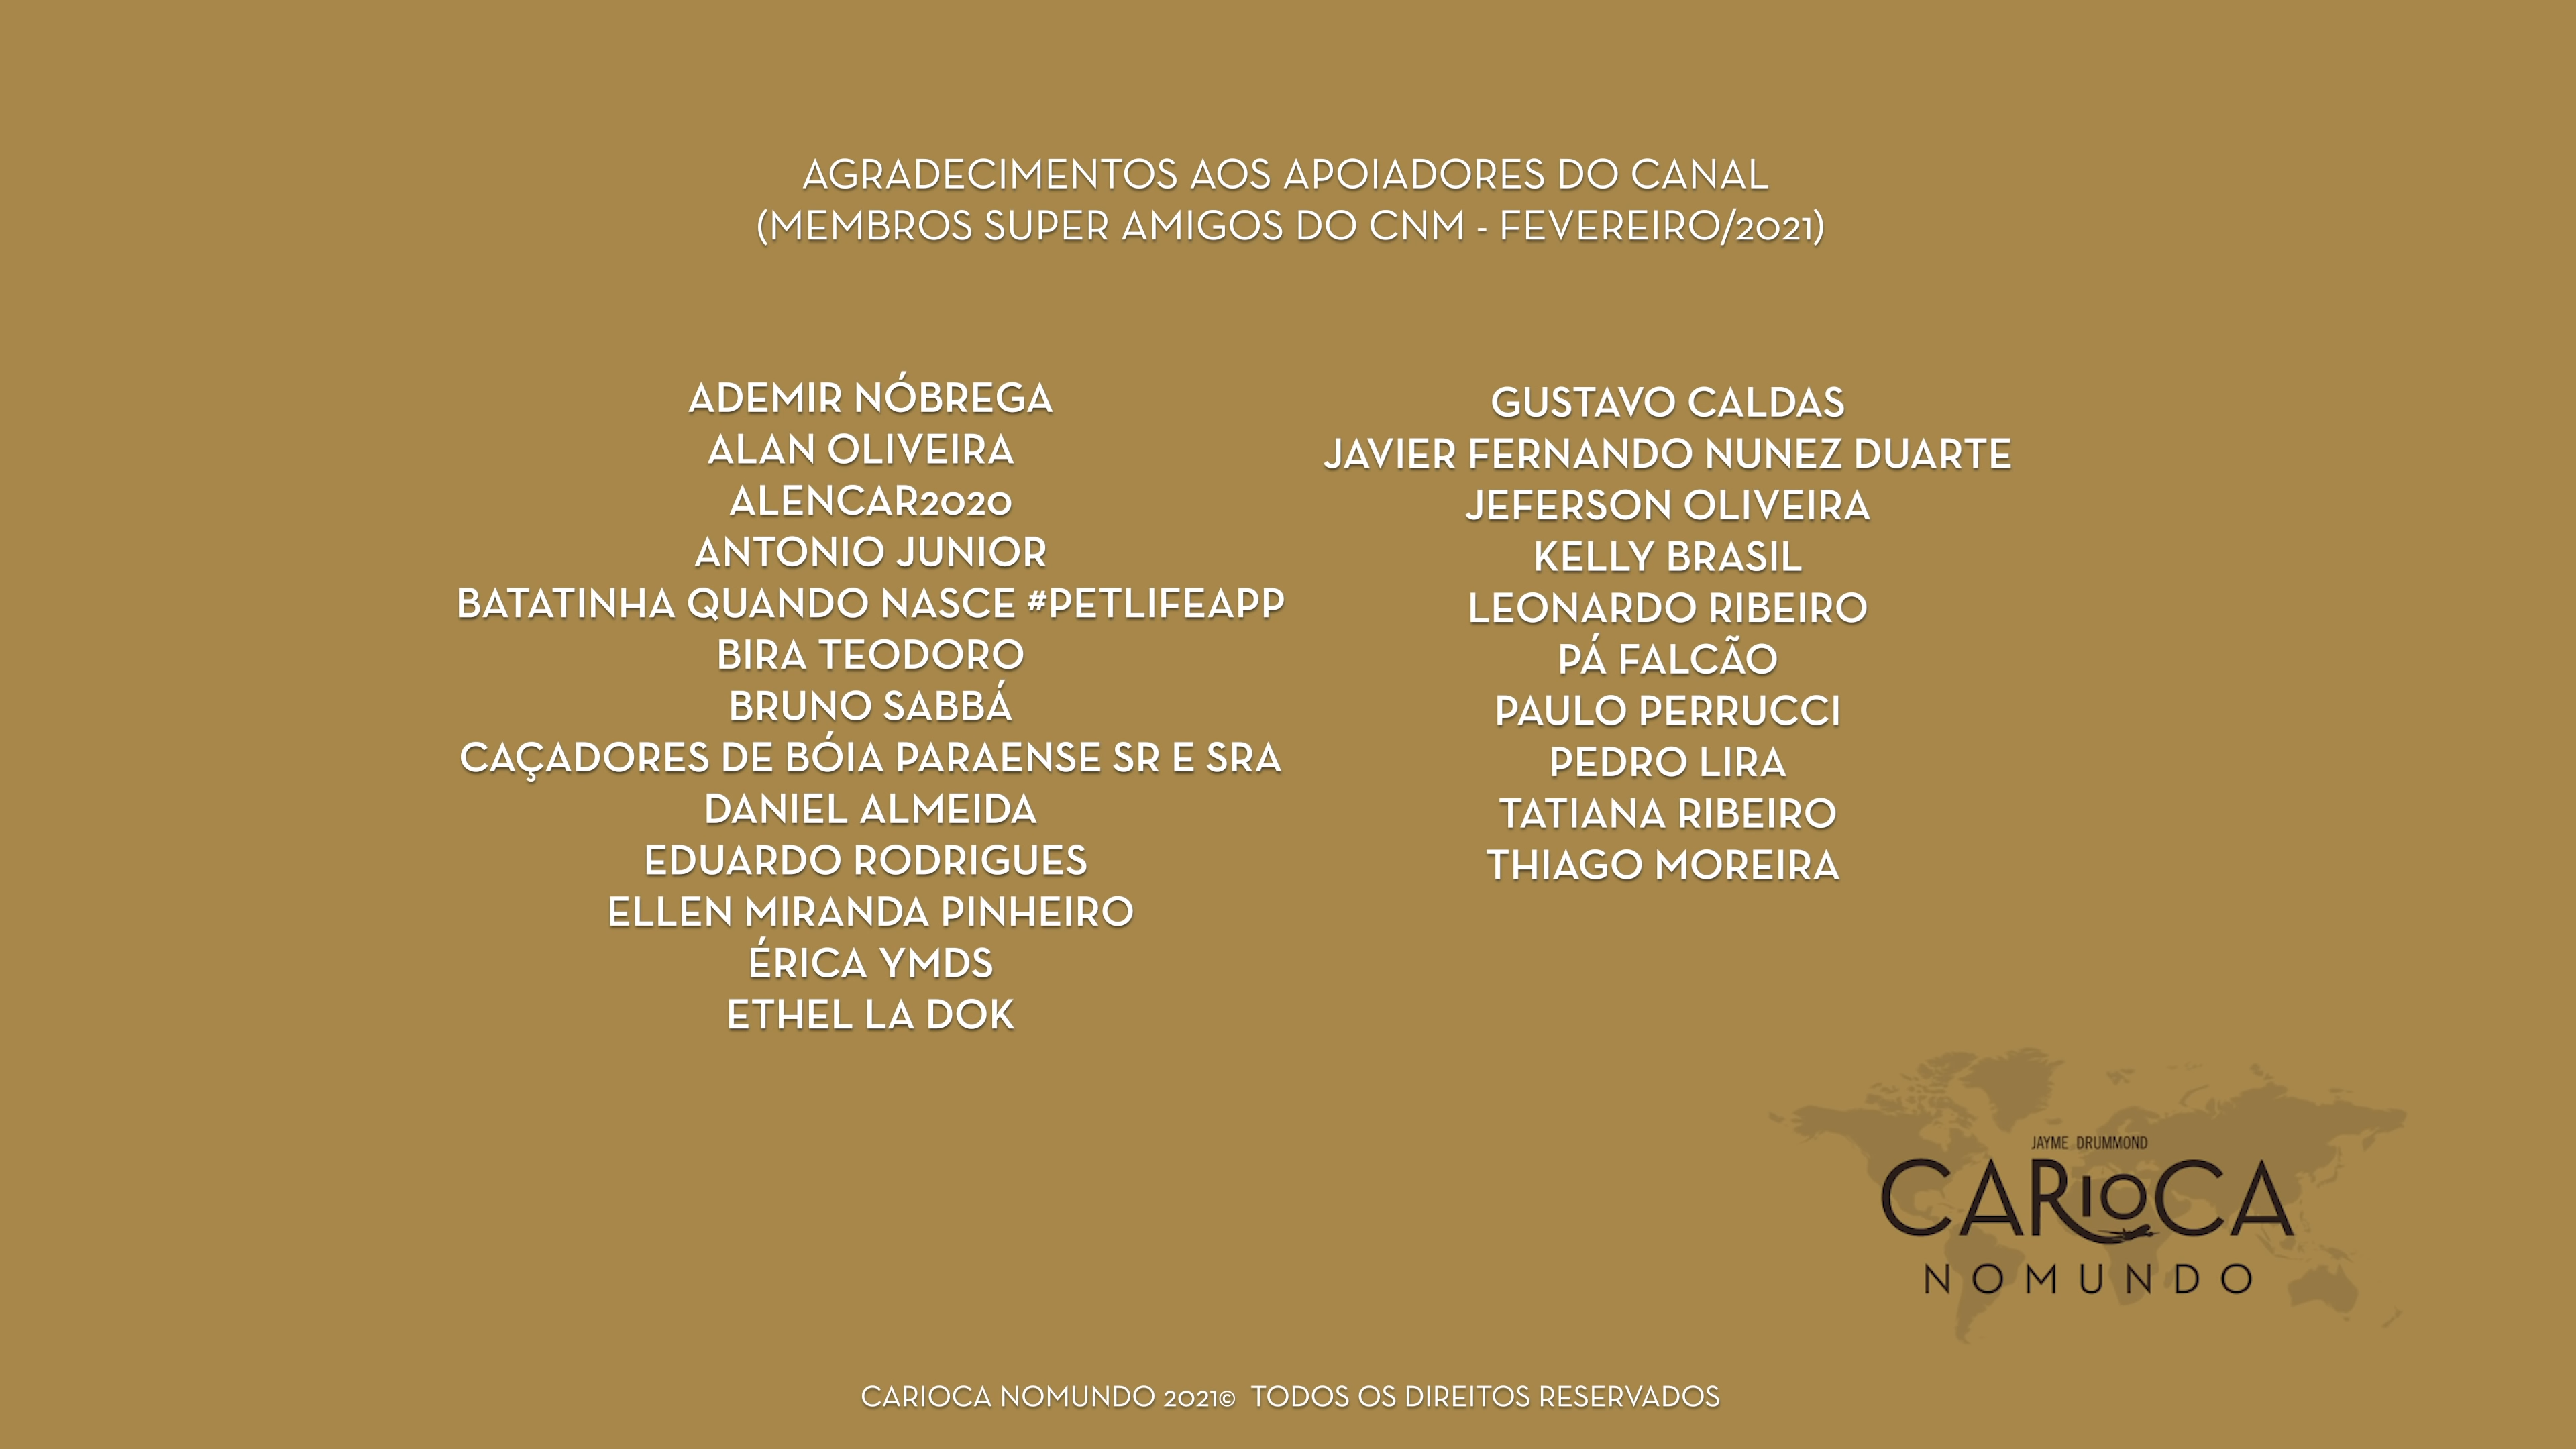 AGRADECIMENTOS AOS APOIADORES DO CANAL
(MEMBROS SUPER AMIGOS DO CNM - FEVEREIRO/2021)
ADEMIR NÓBREGA
ALAN OLIVEIRA
ALENCAR2020
ANTONIO JUNIOR
BATATINHA QUANDO NASCE #PETLIFEAPP
BIRA TEODORO
BRUNO SABBÁ
CAÇADORES DE BÓIA PARAENSE SR E SRA
DANIEL ALMEIDA
EDUARDO RODRIGUES
ELLEN MIRANDA PINHEIRO
ÉRICA YMDS
ETHEL LA DOK
GUSTAVO CALDAS
JAVIER FERNANDO NUNEZ DUARTE
JEFERSON OLIVEIRA
KELLY BRASIL
LEONARDO RIBEIRO
PÁ FALCÃO
PAULO PERRUCCI
PEDRO LIRA
TATIANA RIBEIRO
THIAGO MOREIRA
JAYME DRUMMOND
CARIOCA
NOMUNDO
CARIOCA NOMUNDO 2021© TODOS OS DIREITOS RESERVADOS